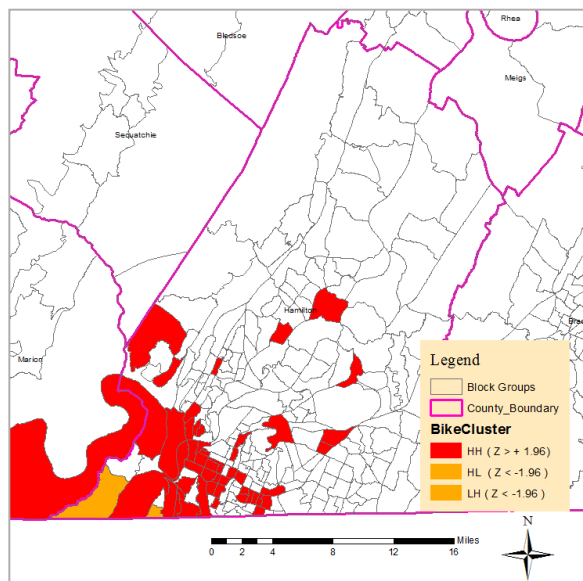 Rhea
Bledsoe
Meigs
Sequatchie
Hamilton
Marion
Legend
Block Groups
County_Boundary
BikeCluster
HH ( Z > + 1.96 )
HL ( Z < -1.96 )
LH ( Z < -1.96 )
N
Miles
0 2 4 8 12 16